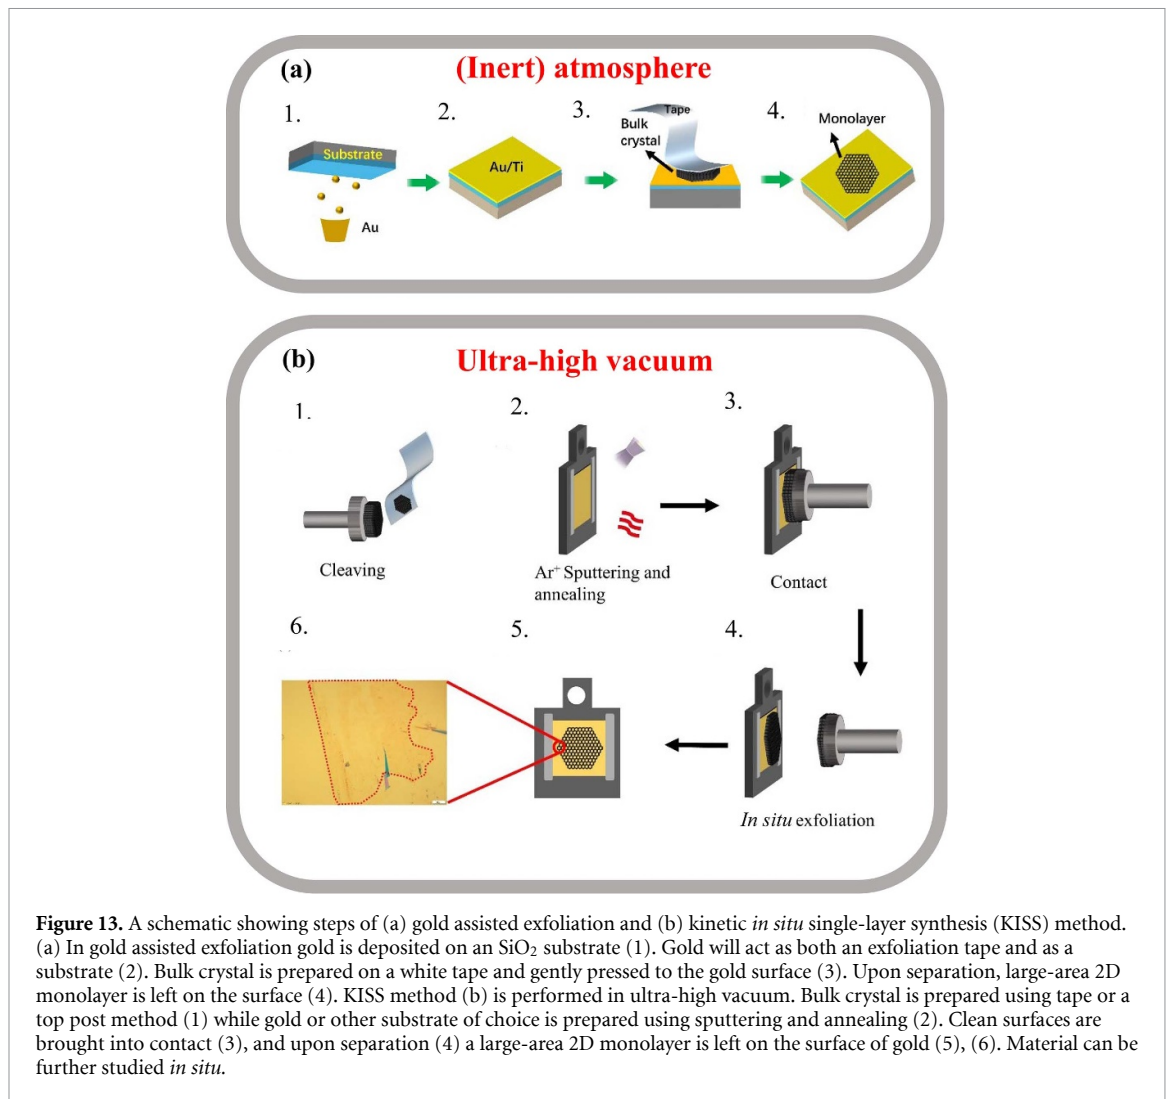 (a)
(Inert) atmosphere
1.
2.
3.
4.
Substrate
Au
Au/Ti
Tape
Bulk
crystal
Monolayer
(b)
Ultra-high vacuum
1.
2.
3.
Cleaving
Ar⁺ Sputtering and
annealing
Contact
6.
5.
4.
In situ exfoliation
Figure 13. A schematic showing steps of (a) gold assisted exfoliation and (b) kinetic in situ single-layer synthesis (KISS) method.
(a) In gold assisted exfoliation gold is deposited on an SiO₂ substrate (1). Gold will act as both an exfoliation tape and as a
substrate (2). Bulk crystal is prepared on a white tape and gently pressed to the gold surface (3). Upon separation, large-area 2D
monolayer is left on the surface (4). KISS method (b) is performed in ultra-high vacuum. Bulk crystal is prepared using tape or a
top post method (1) while gold or other substrate of choice is prepared using sputtering and annealing (2). Clean surfaces are
brought into contact (3), and upon separation (4) a large-area 2D monolayer is left on the surface of gold (5), (6). Material can be
further studied in situ.